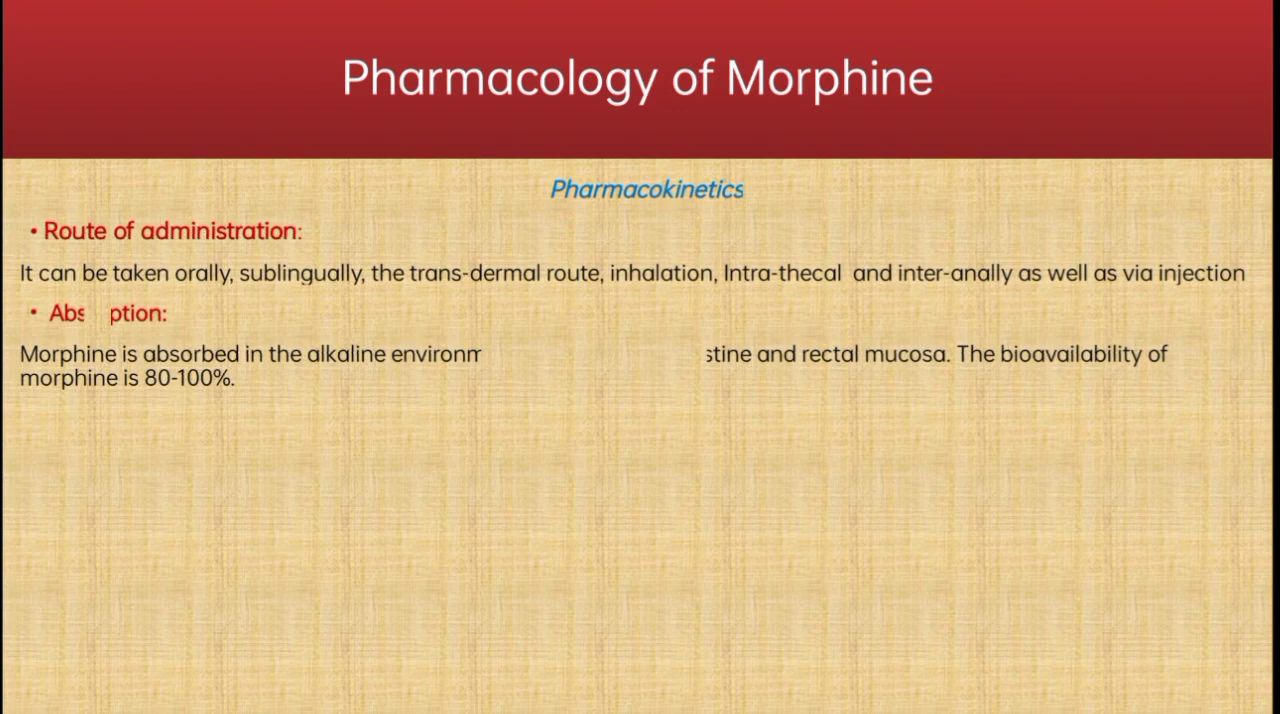 Pharmacology of Morphine
Pharmacokinetics
• Route of administration:
It can be taken orally, sublingually, the trans-dermal route, inhalation, Intra-thecal and inter-anally as well as via injection
• Abs ption:
Morphine is absorbed in the alkaline and rectal mucosa. The bioavailability of
morphine is 80-100%.